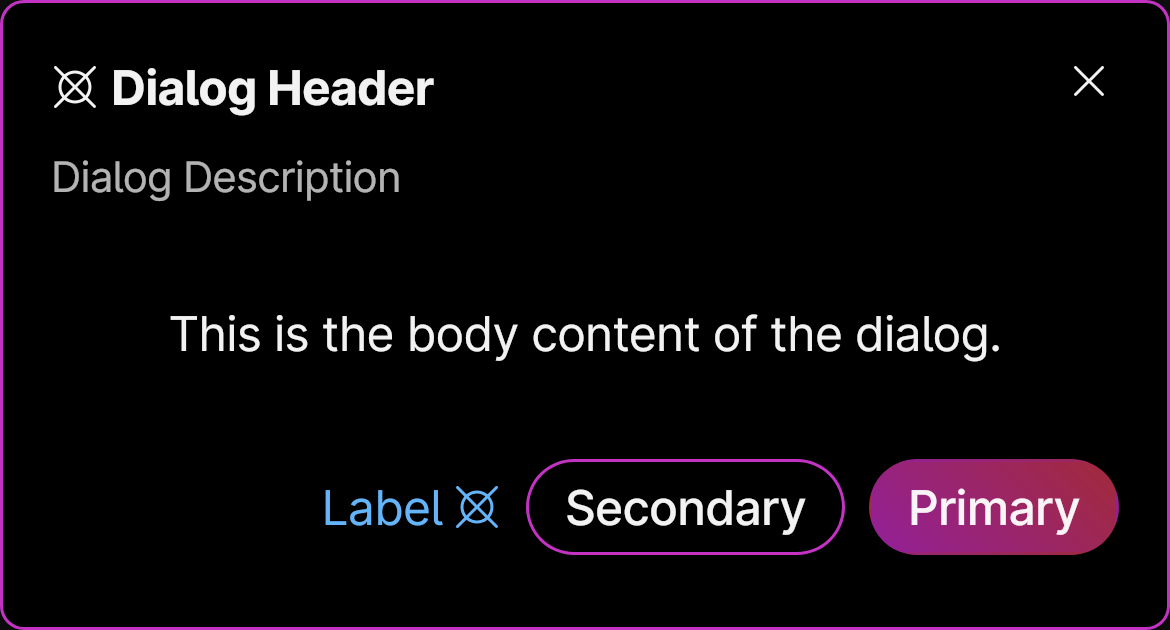 Dialog Header
Dialog Description
This is the body content of the dialog.
Label Secondary Primary